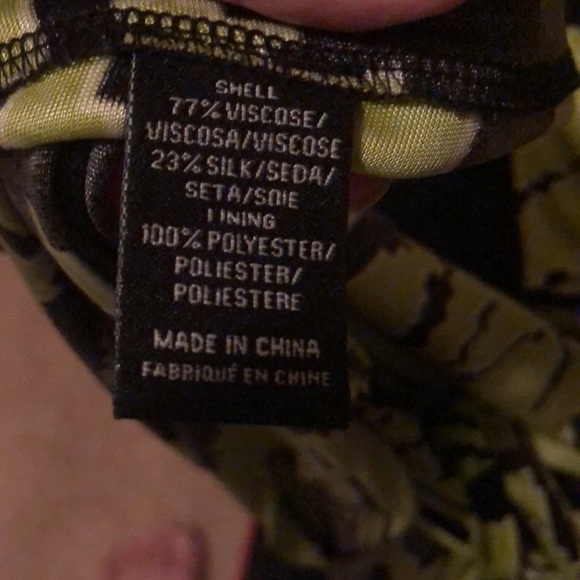 SHELL
77% VISCOSE/
VISCOSA/VISCOSE
23% SILK/SEDA/
SETA/SOIE
LINING
100% POLYESTER/
POLIESTER/
POLIESTERE
MADE IN CHINA
FABRIQUÉ EN CHINE